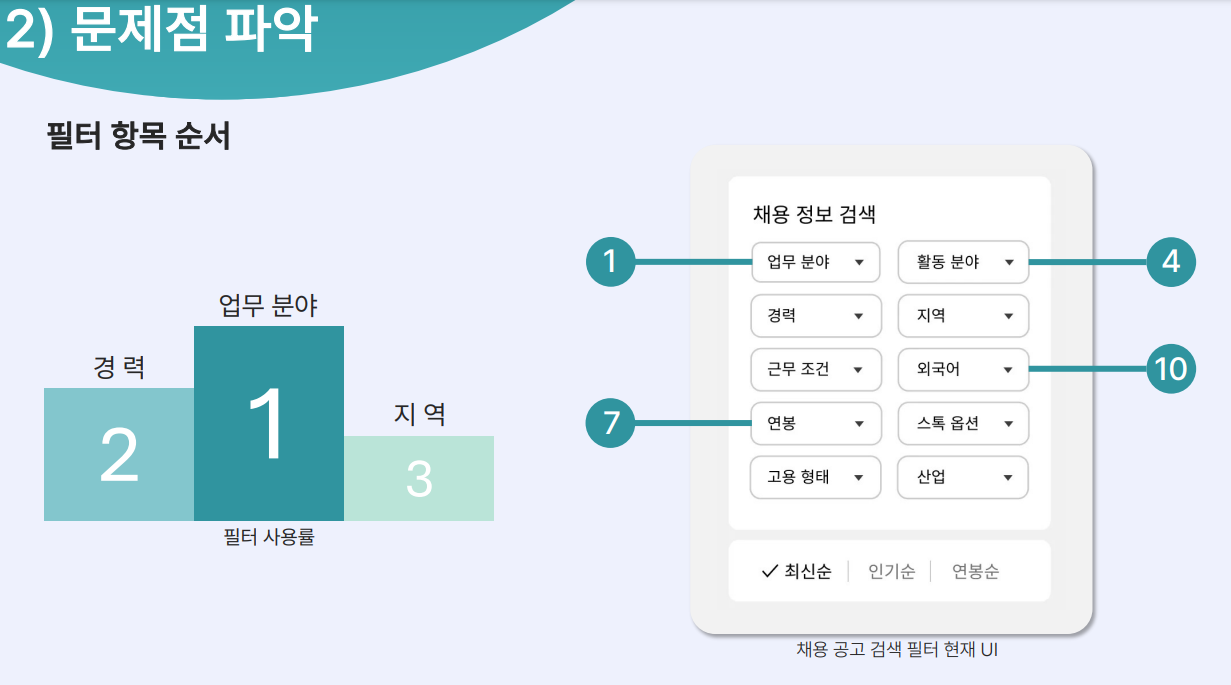 2) 문제점 파악
필터 항목 순서
업무 분야
경 력
지 역
2
1
3
필터 사용률
채용 정보 검색
1
업무 분야
활동 분야
4
경력
지역
근무 조건
외국어
10
7
연봉
스톡 옵션
고용 형태
산업
최신순
인기순
연봉순
채용 공고 검색 필터 현재 UI